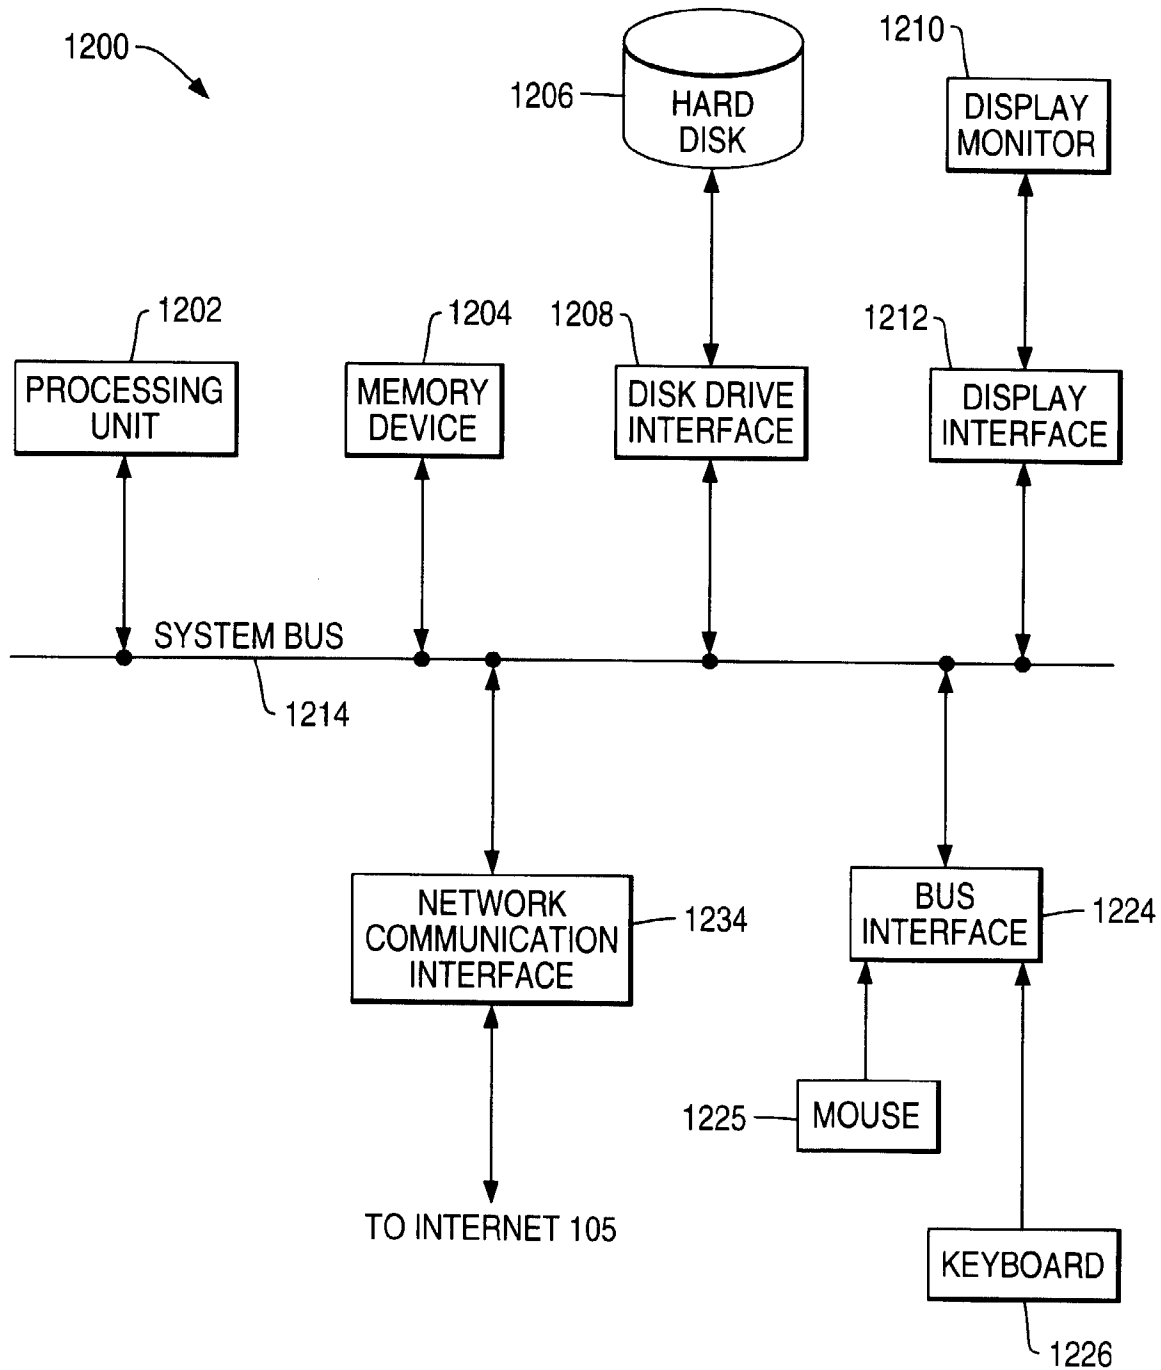 1200
1206
HARD
DISK
1210
DISPLAY
MONITOR
1202
PROCESSING
UNIT
1204
MEMORY
DEVICE
1208
DISK DRIVE
INTERFACE
1212
DISPLAY
INTERFACE
SYSTEM BUS
1214
NETWORK
COMMUNICATION
INTERFACE
1234
BUS
INTERFACE
1224
1225
MOUSE
TO INTERNET 105
KEYBOARD
1226